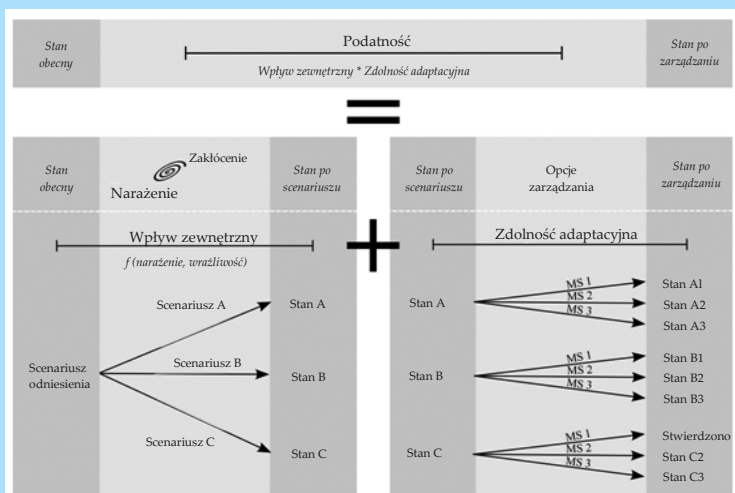 Stan
obecny
Podatność
Wpływ zewnętrzny * Zdolność adaptacyjna
Stan po
zarządzaniu
=
Stan
obecny
Zakłócenie
Narażenie
Stan po
scenariuszu
Wpływ zewnętrzny
f (narażenie, wrażliwość)
Scenariusz odniesienia
Scenariusz A
Scenariusz B
Scenariusz C
Stan A
Stan B
Stan C
+
Stan po
scenariuszu
Opcje
zarządzania
Stan po
zarządzaniu
Zdolność adaptacyjna
Stan A
MS 1
MS 2
MS 3
Stan A1
Stan A2
Stan A3
Stan B
MS 1
MS 2
MS 3
Stan B1
Stan B2
Stan B3
Stan C
MS 1
MS 2
MS 3
Stwierdzono
Stan C2
Stan C3